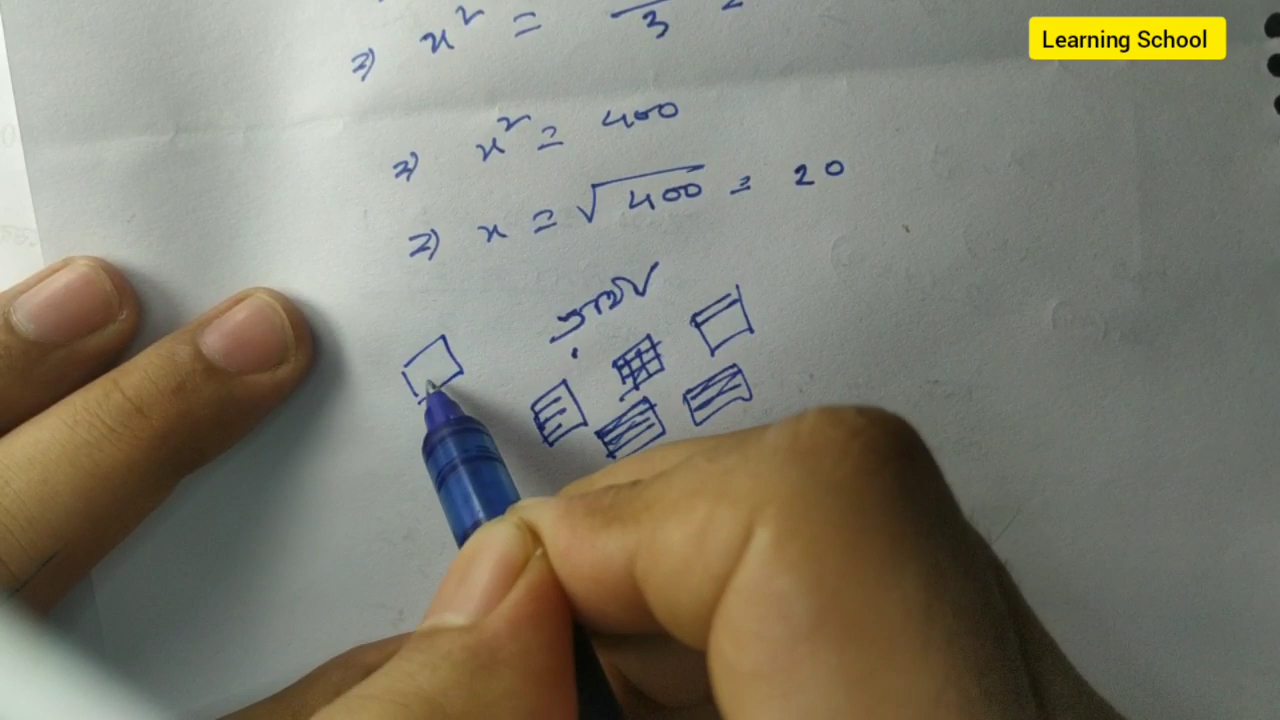 Learning School
⇒ x² = /3 =
⇒ x² = 400
⇒ x = √400 = 20